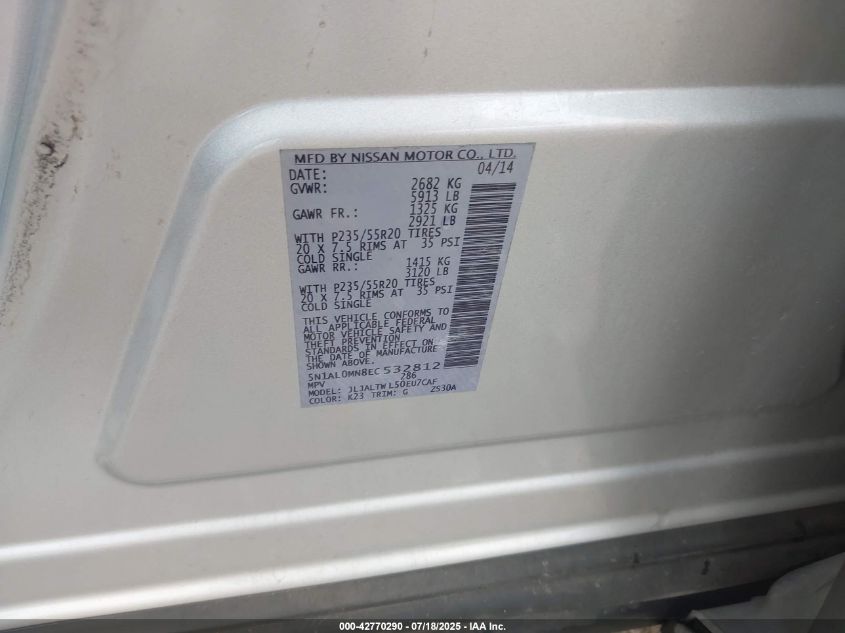 MFD BY NISSAN MOTOR CO., LTD.
DATE: 04/14
GVWR: 2682 KG
5913 LB
GAWR FR.: 1325 KG
2921 LB
WITH P235/55R20 TIRES
20 X 7.5 RIMS AT 35 PSI
COLD SINGLE
GAWR RR.: 1415 KG
3120 LB
WITH P235/55R20 TIRES
20 X 7.5 RIMS AT 35 PSI
COLD SINGLE
THIS VEHICLE CONFORMS TO
ALL APPLICABLE FEDERAL
MOTOR VEHICLE SAFETY AND
THEFT PREVENTION
STANDARDS IN EFFECT ON
THE DATE OF MANUFACTURE
SHOWN ABOVE.
5N1AL0MN8EC532812
MPV 286
MODEL: JLJALTWL50EU7CAF
COLOR: K23 TRIM: G ZS30A
000-42770290 - 07/18/2025 - IAA Inc.